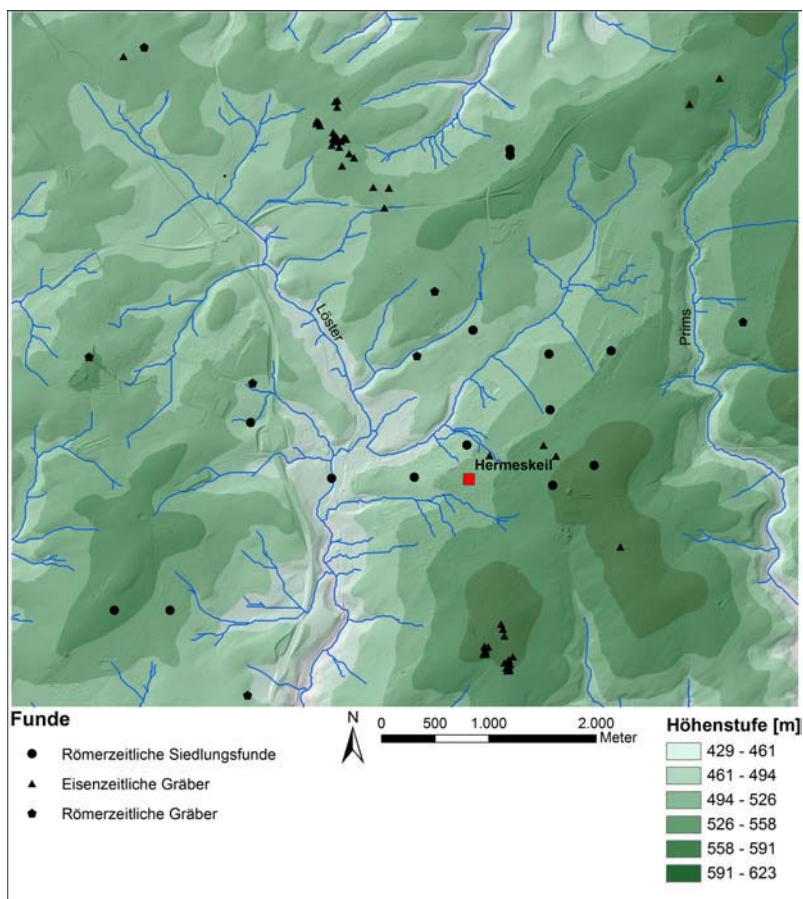 Löster
Prims
Hermeskeil
Funde
Römerzeitliche Siedlungsfunde
Eisenzeitliche Gräber
Römerzeitliche Gräber
N
0 500 1.000 2.000
Meter
Höhenstufe [m]
429 - 461
461 - 494
494 - 526
526 - 558
558 - 591
591 - 623